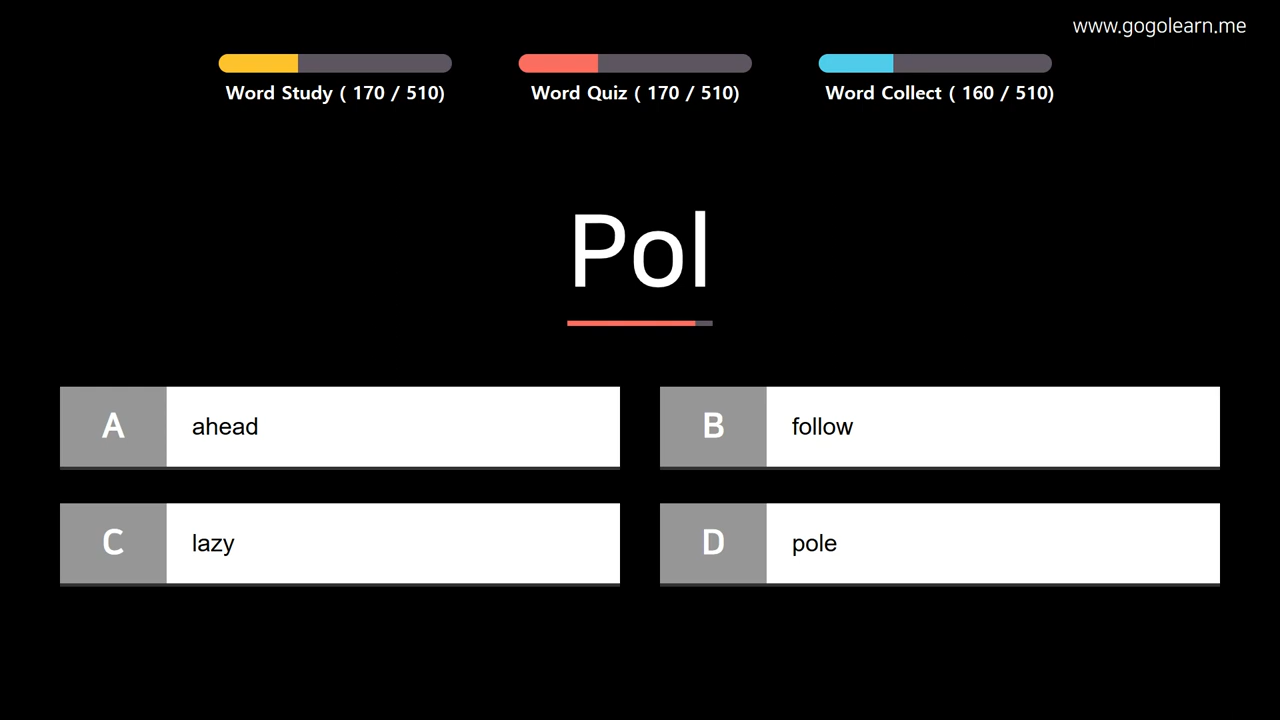 www.gogolearn.me
Word Study ( 170 / 510)
Word Quiz ( 170 / 510)
Word Collect ( 160 / 510)
Pol
A ahead
B follow
C lazy
D pole